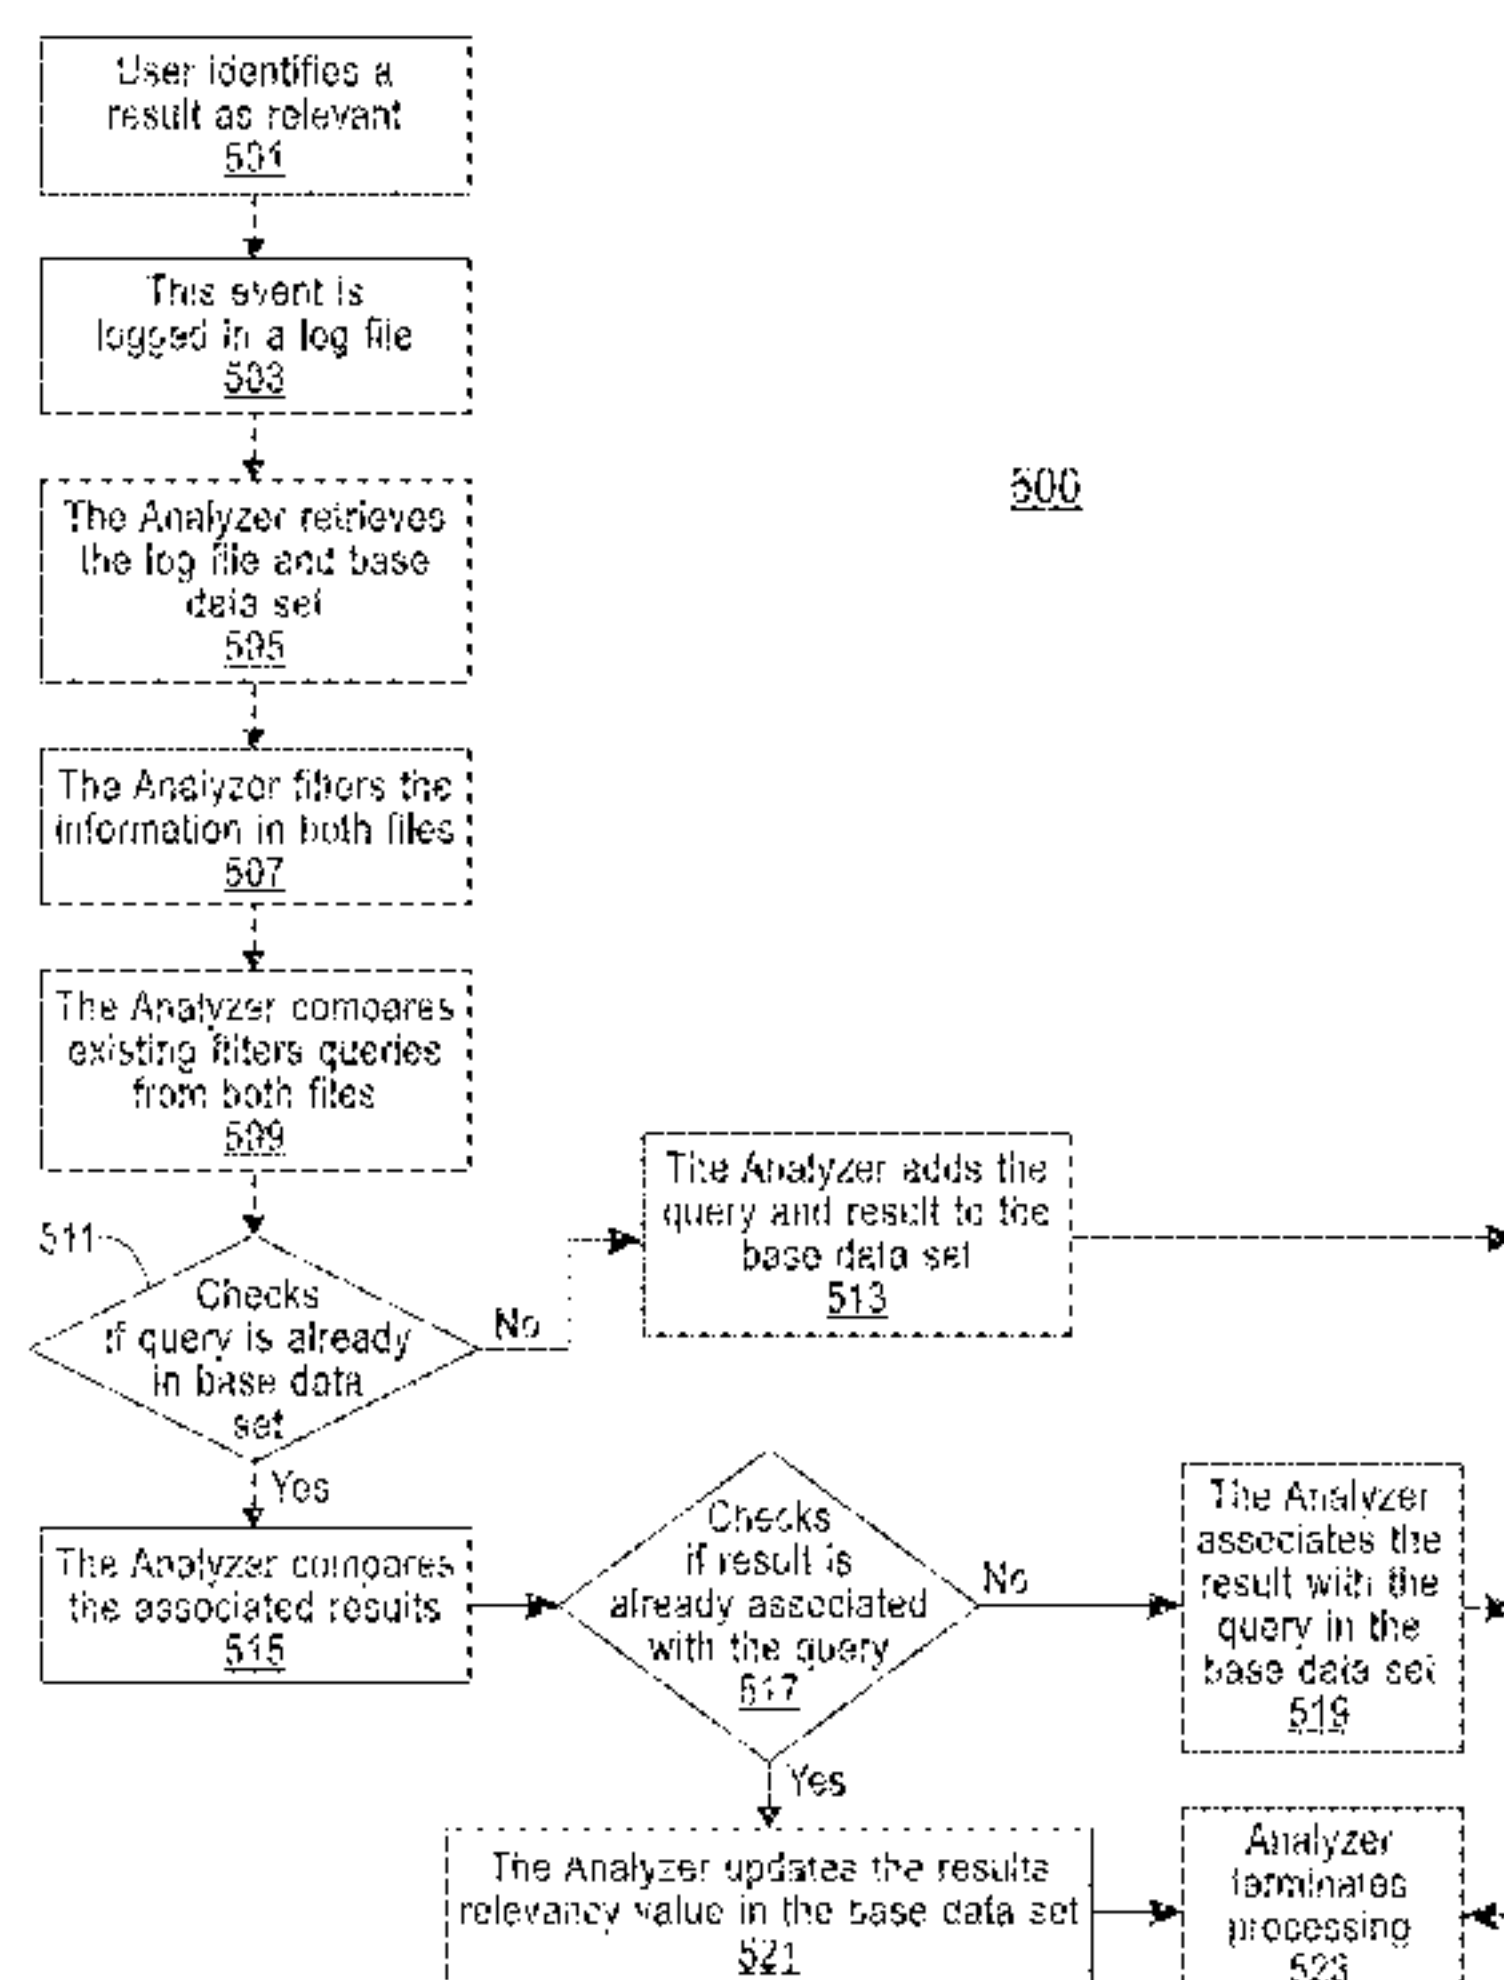 User identifies a
result as relevant
501
This event is
logged in a log file
503
The Analyzer retrieves
the log file and base
data set
505
500
The Analyzer filters the
information in both files
507
The Analyzer compares
existing filters queries
from both files
509
511
Checks
if query is already
in base data
set
No
Yes
The Analyzer adds the
query and result to the
base data set
513
The Analyzer compares
the associated results
515
Checks
if result is
already associated
with the query
517
No
Yes
The Analyzer
associates the
result with the
query in the
base data set
519
The Analyzer updates the results
relevancy value in the base data set
521
Analyzer
terminates
processing
523